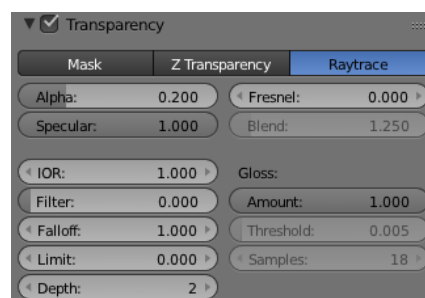 Transparency
Mask Z Transparency Raytrace
Alpha: 0.200 Fresnel: 0.000
Specular: 1.000 Blend: 1.250
IOR: 1.000 Gloss:
Filter: 0.000 Amount: 1.000
Falloff: 1.000 Threshold: 0.005
Limit: 0.000 Samples: 18
Depth: 2